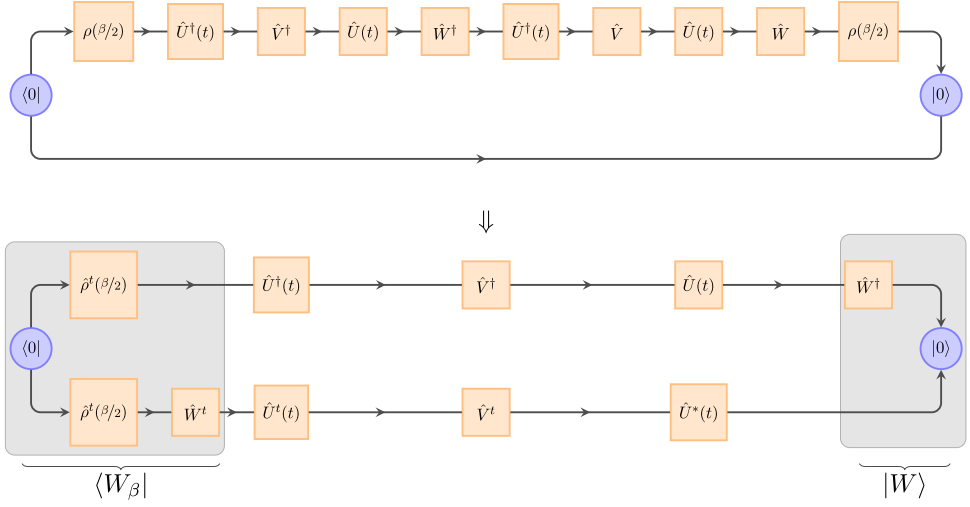 ρ(β/2) Û†(t) V̂† Û(t) Ŵ† Û†(t) V̂ Û(t) Ŵ ρ(β/2)
⟨0| |0⟩
⇓
ρ̂ᵗ(β/2) Û†(t) V̂† Û(t) Ŵ†
⟨0| |0⟩
ρ̂ᵗ(β/2) Ŵᵗ Ûᵗ(t) V̂ᵗ Û*(t)
⟨W_β| |W⟩